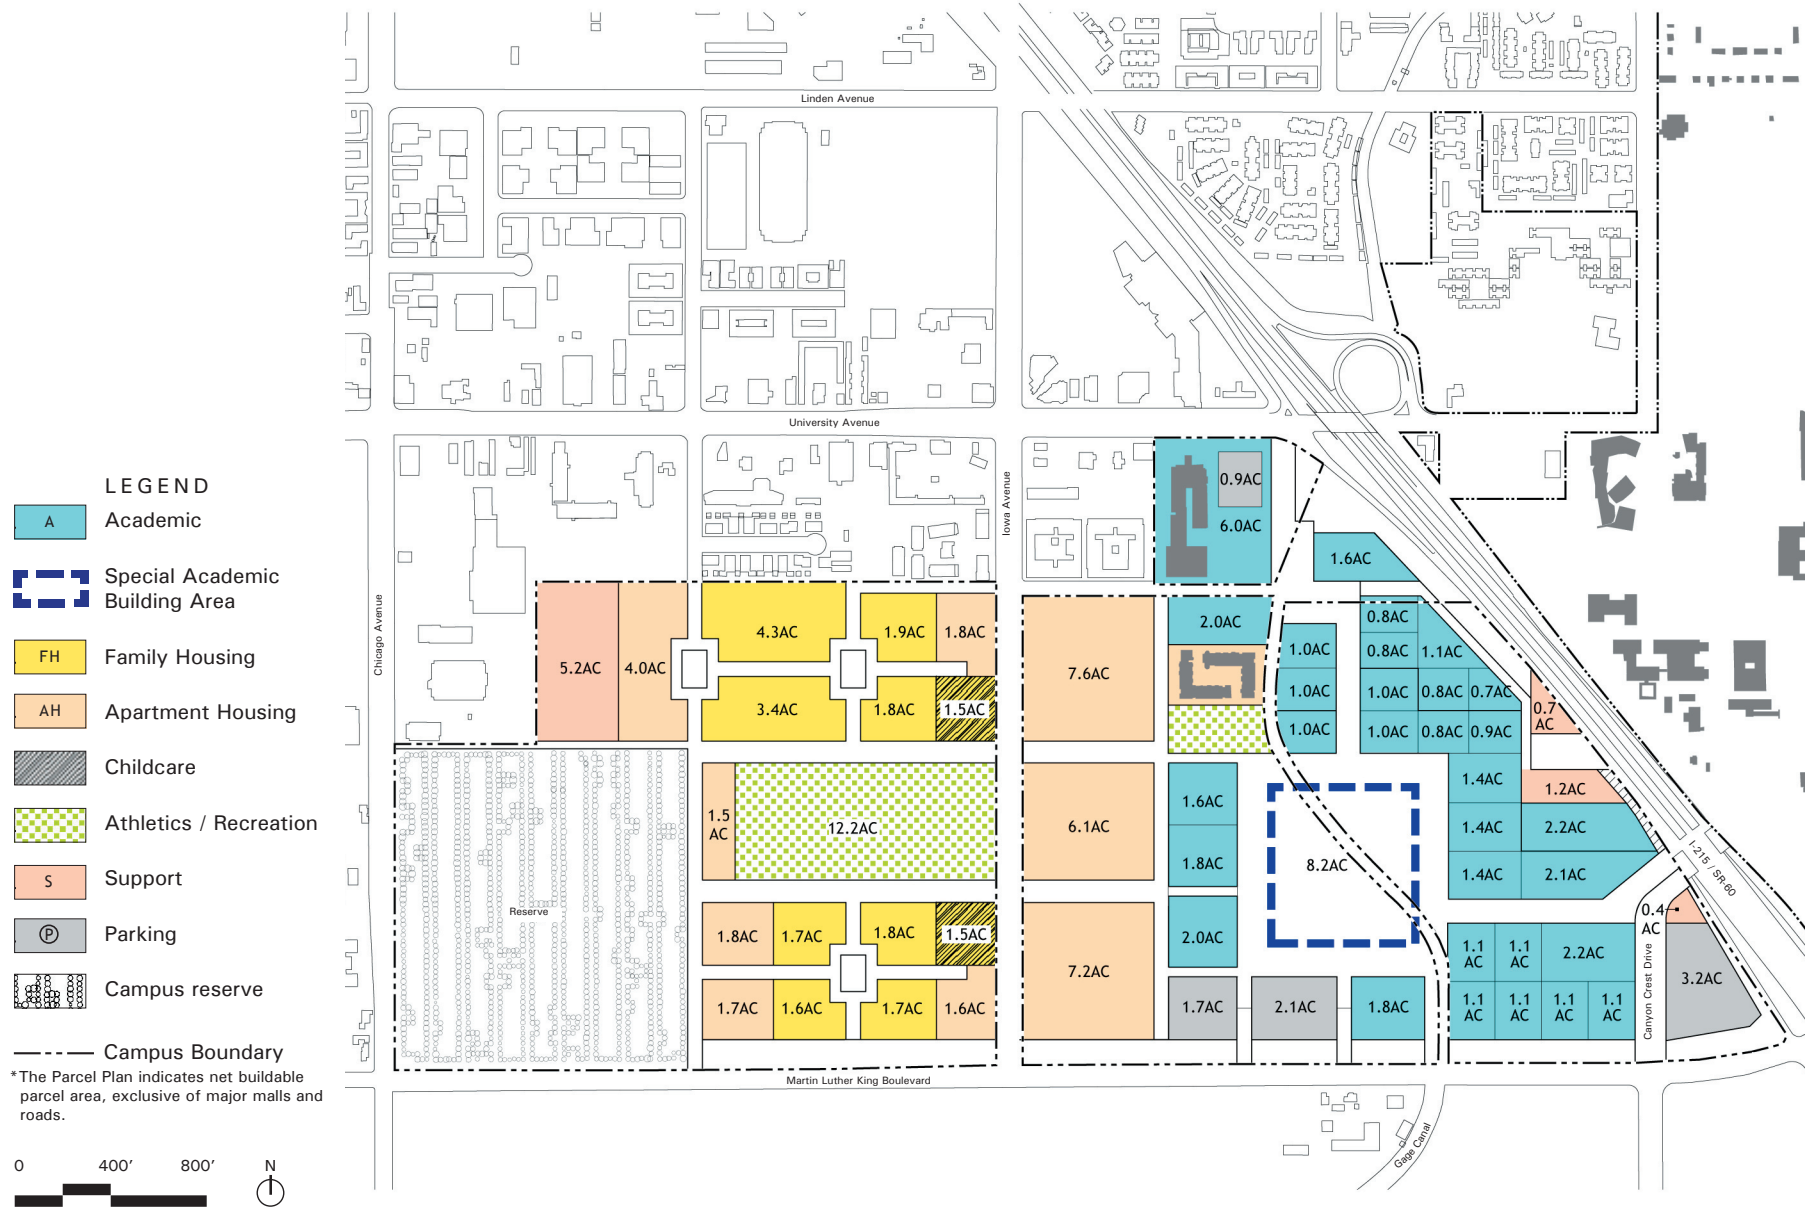 Linden Avenue
University Avenue
Iowa Avenue
Chicago Avenue
LEGEND
A
Academic
Special Academic
Building Area
FH
Family Housing
AH
Apartment Housing
Childcare
Athletics / Recreation
S
Support
P
Parking
Campus reserve
Campus Boundary
*The Parcel Plan indicates net buildable
parcel area, exclusive of major malls and
roads.
0 400' 800'
N
0.9AC
6.0AC
1.6AC
5.2AC
4.0AC
4.3AC
1.9AC
1.8AC
3.4AC
1.8AC
1.5AC
7.6AC
2.0AC
1.0AC
1.0AC
1.0AC
0.8AC
0.8AC
1.1AC
1.0AC
0.8AC
0.7AC
1.0AC
0.8AC
0.9AC
0.7
AC
1.5
AC
12.2AC
6.1AC
1.6AC
1.8AC
8.2AC
1.4AC
1.2AC
1.4AC
2.2AC
1.4AC
2.1AC
I-215 / SR-60
Reserve
1.8AC
1.7AC
1.8AC
1.5AC
1.7AC
1.6AC
1.7AC
1.6AC
7.2AC
2.0AC
1.7AC
2.1AC
1.8AC
1.1
AC
1.1
AC
2.2AC
1.1
AC
1.1
AC
1.1
AC
1.1
AC
0.4
AC
3.2AC
Canyon Crest Drive
Martin Luther King Boulevard
Gage Canal